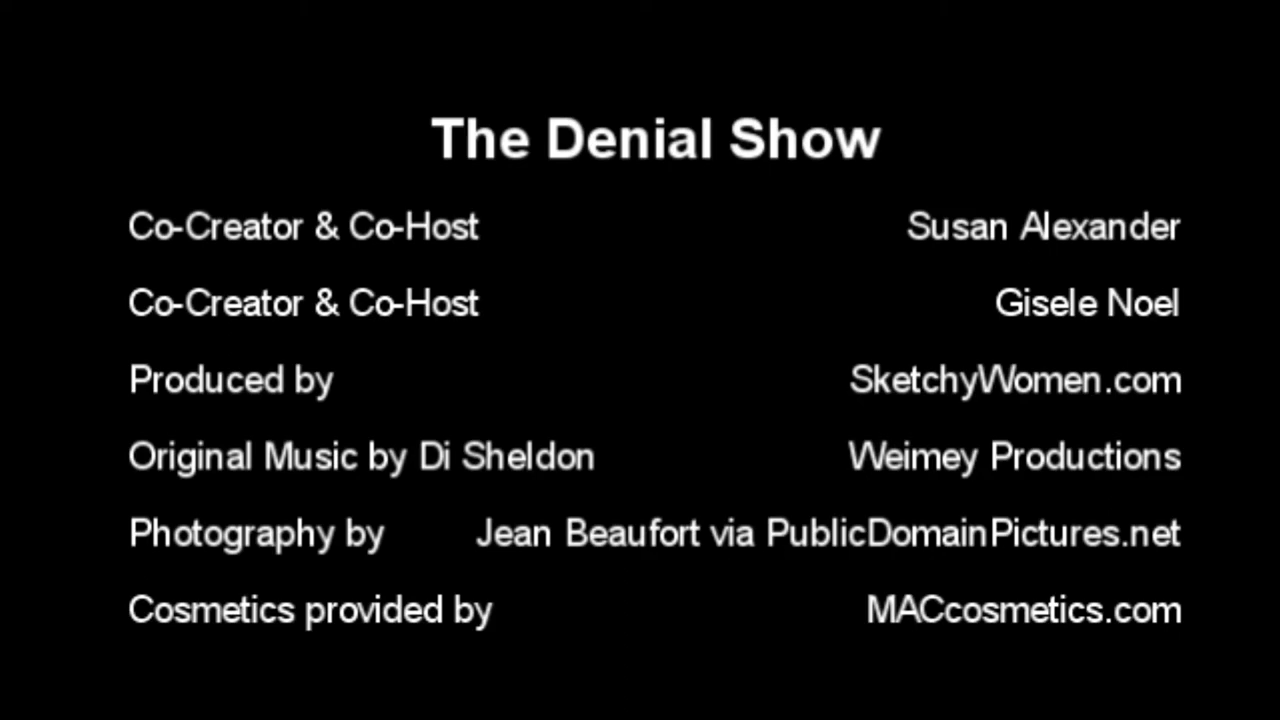 The Denial Show
Co-Creator & Co-Host Susan Alexander
Co-Creator & Co-Host Gisele Noel
Produced by SketchyWomen.com
Original Music by Di Sheldon Weimey Productions
Photography by Jean Beaufort via PublicDomainPictures.net
Cosmetics provided by MACcosmetics.com